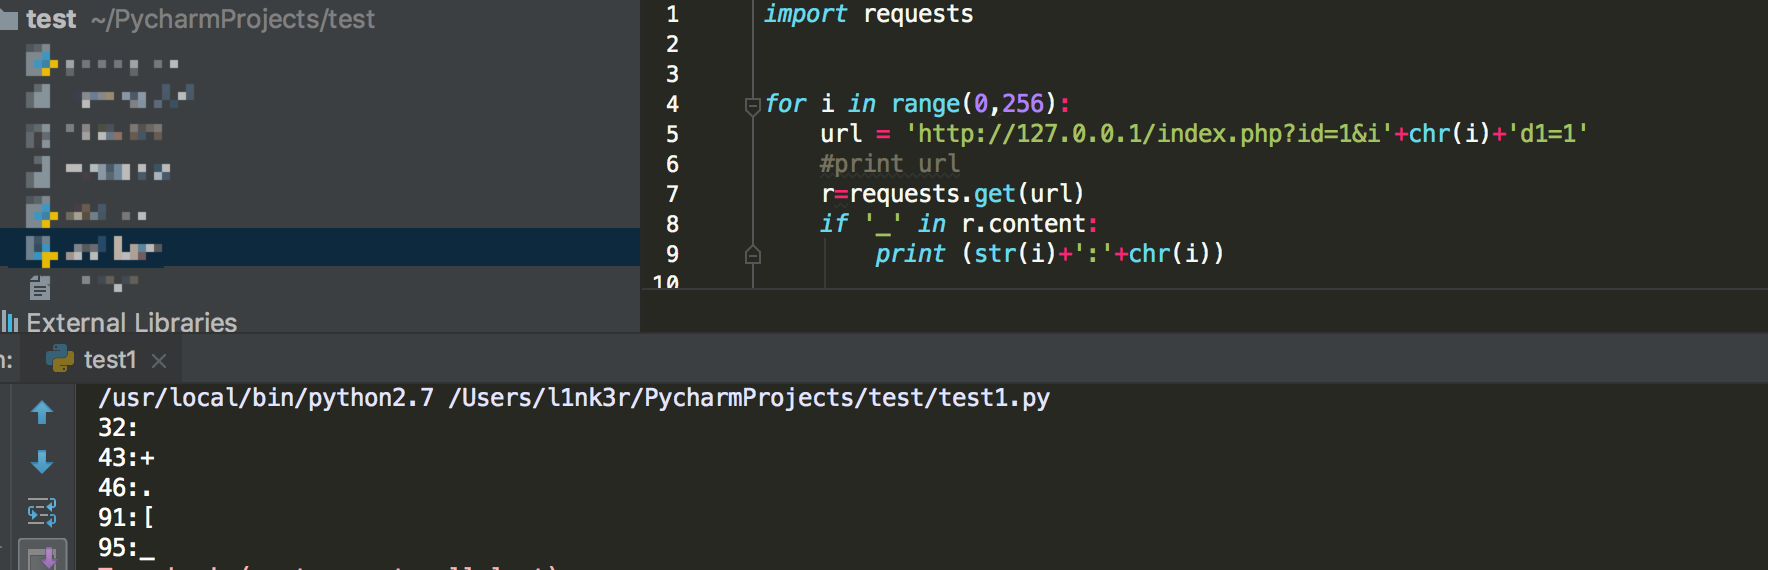 test ~/PycharmProjects/test
External Libraries
1 import requests
2
3
4 for i in range(0,256):
5 url = 'http://127.0.0.1/index.php?id=1&i'+chr(i)+'d1=1'
6 #print url
7 r=requests.get(url)
8 if '_' in r.content:
9 print (str(i)+':'+chr(i))
10
test1
/usr/local/bin/python2.7 /Users/l1nk3r/PycharmProjects/test/test1.py
32:
43:+
46:.
91:[
95:_